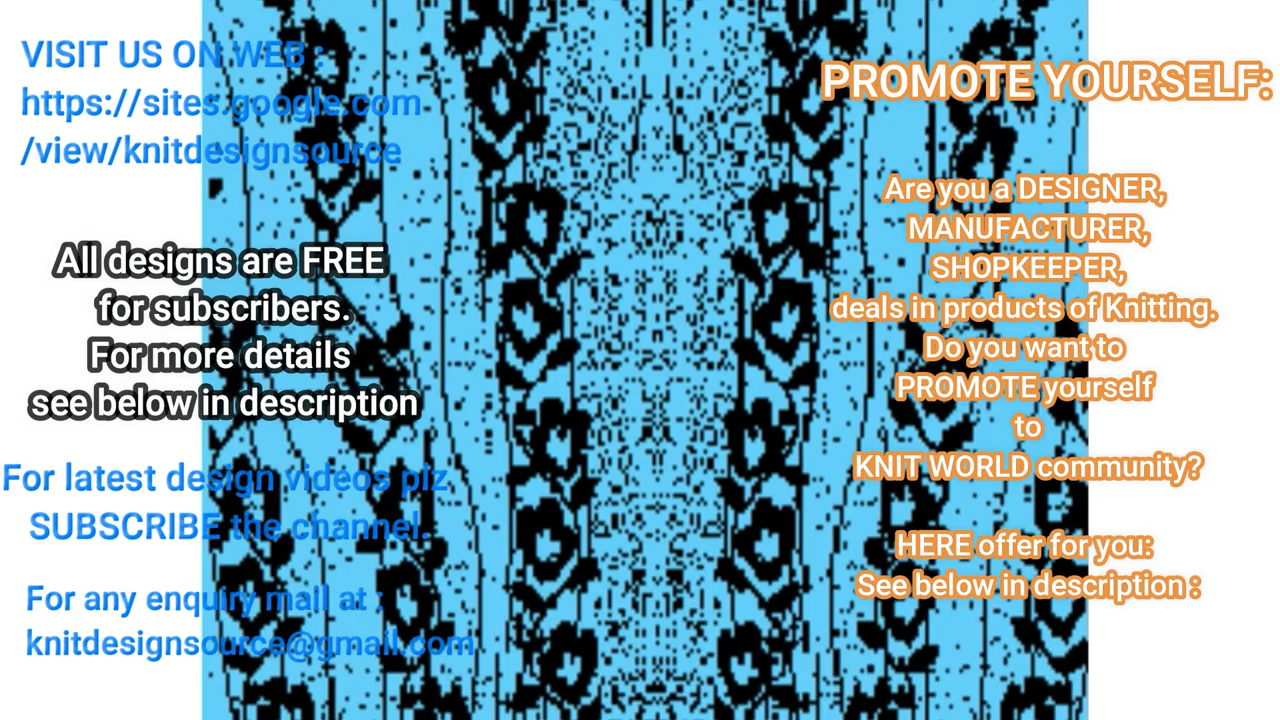 VISIT US ON WEB :
https://sites.google.com
/view/knitdesignsource
All designs are FREE
for subscribers.
For more details
see below in description
For latest design videos plz
SUBSCRIBE the channel.
For any enquiry mail at :
knitdesignsource@gmail.com
PROMOTE YOURSELF:
Are you a DESIGNER,
MANUFACTURER,
SHOPKEEPER,
deals in products of Knitting.
Do you want to
PROMOTE yourself
to
KNIT WORLD community?
HERE offer for you:
See below in description :